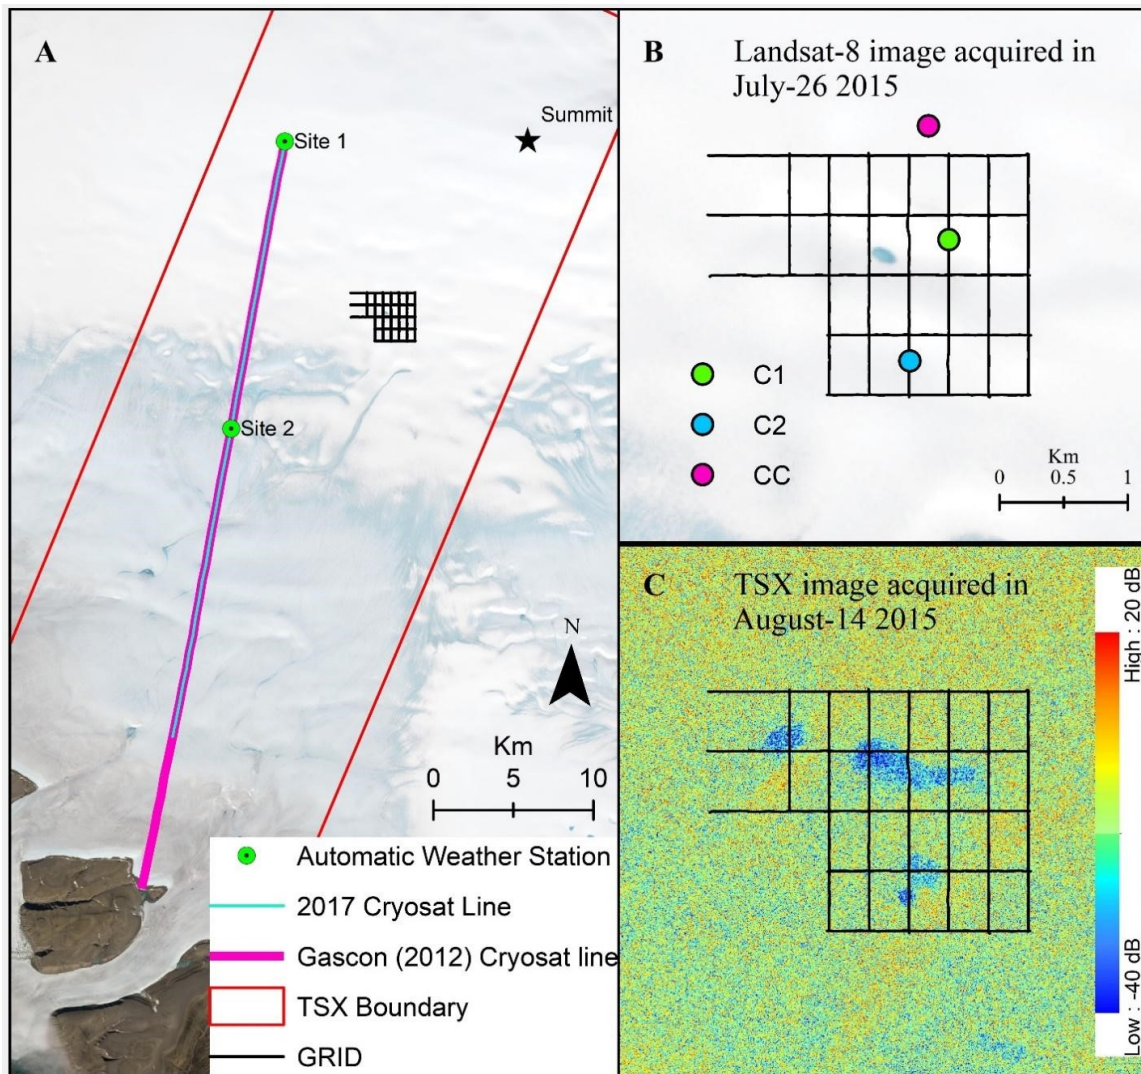 A
Summit
Site 1
Site 2
N
Km
0 5 10
Automatic Weather Station
2017 Cryosat Line
Gascon (2012) Cryosat line
TSX Boundary
GRID
B Landsat-8 image acquired in
July-26 2015
C1
C2
CC
Km
0 0.5 1
C TSX image acquired in
August-14 2015
High : 20 dB
Low : -40 dB